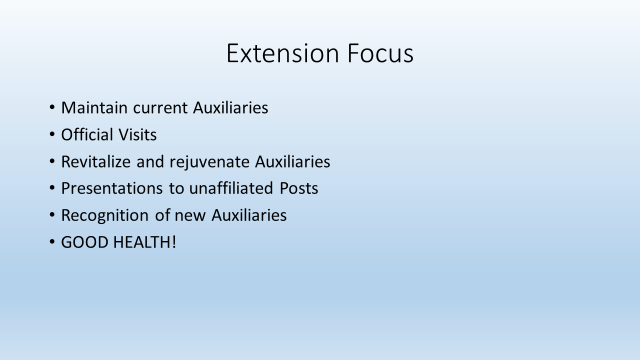 Extension Focus
• Maintain current Auxiliaries
• Official Visits
• Revitalize and rejuvenate Auxiliaries
• Presentations to unaffiliated Posts
• Recognition of new Auxiliaries
• GOOD HEALTH!